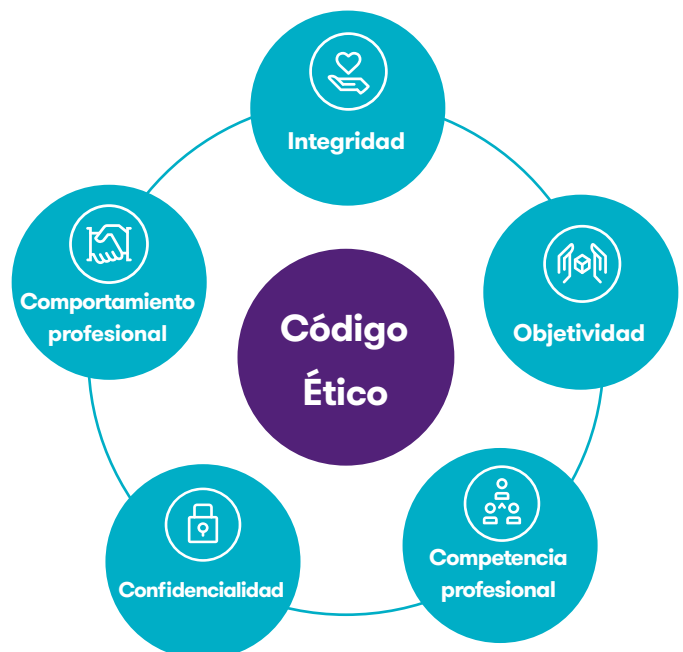 Integridad
Comportamiento
profesional
Código
Ético
Objetividad
Confidencialidad
Competencia
profesional